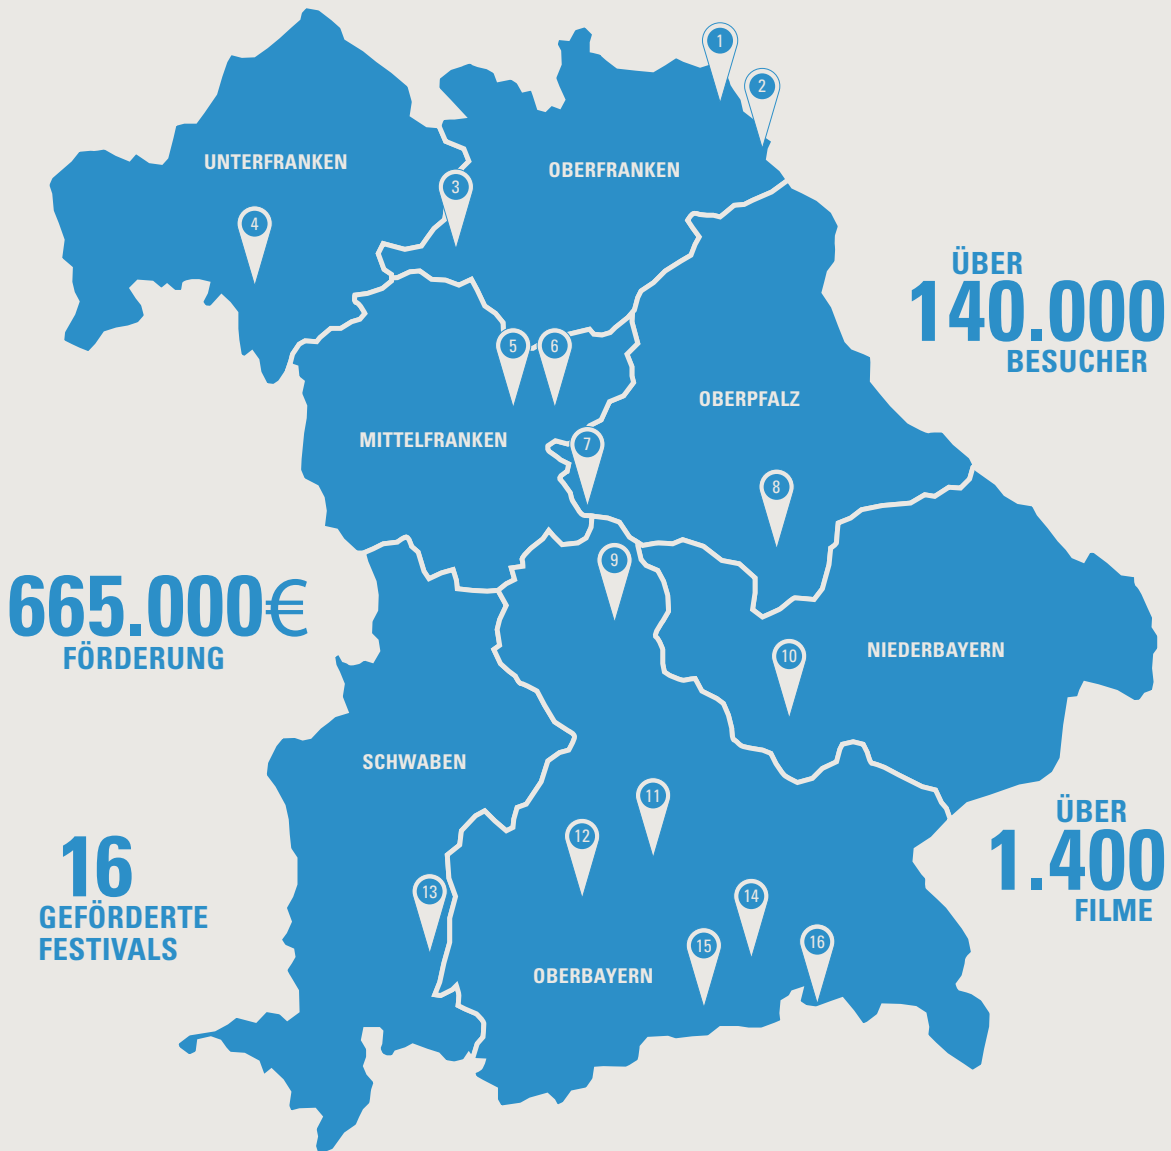 1
2
UNTERFRANKEN
OBERFRANKEN
3
4
ÜBER
140.000
BESUCHER
5
6
OBERPFALZ
MITTELFRANKEN
7
8
9
665.000€
FÖRDERUNG
NIEDERBAYERN
10
SCHWABEN
11
ÜBER
1.400
FILME
12
16
GEFÖRDERTE
FESTIVALS
13
14
15
16
OBERBAYERN